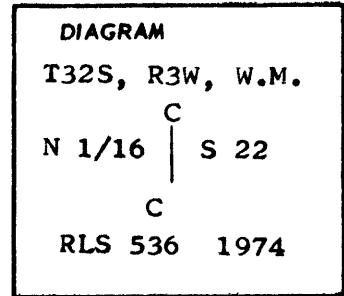 DIAGRAM
T32S, R3W, W.M.
C
N 1/16 S 22
C
RLS 536 1974